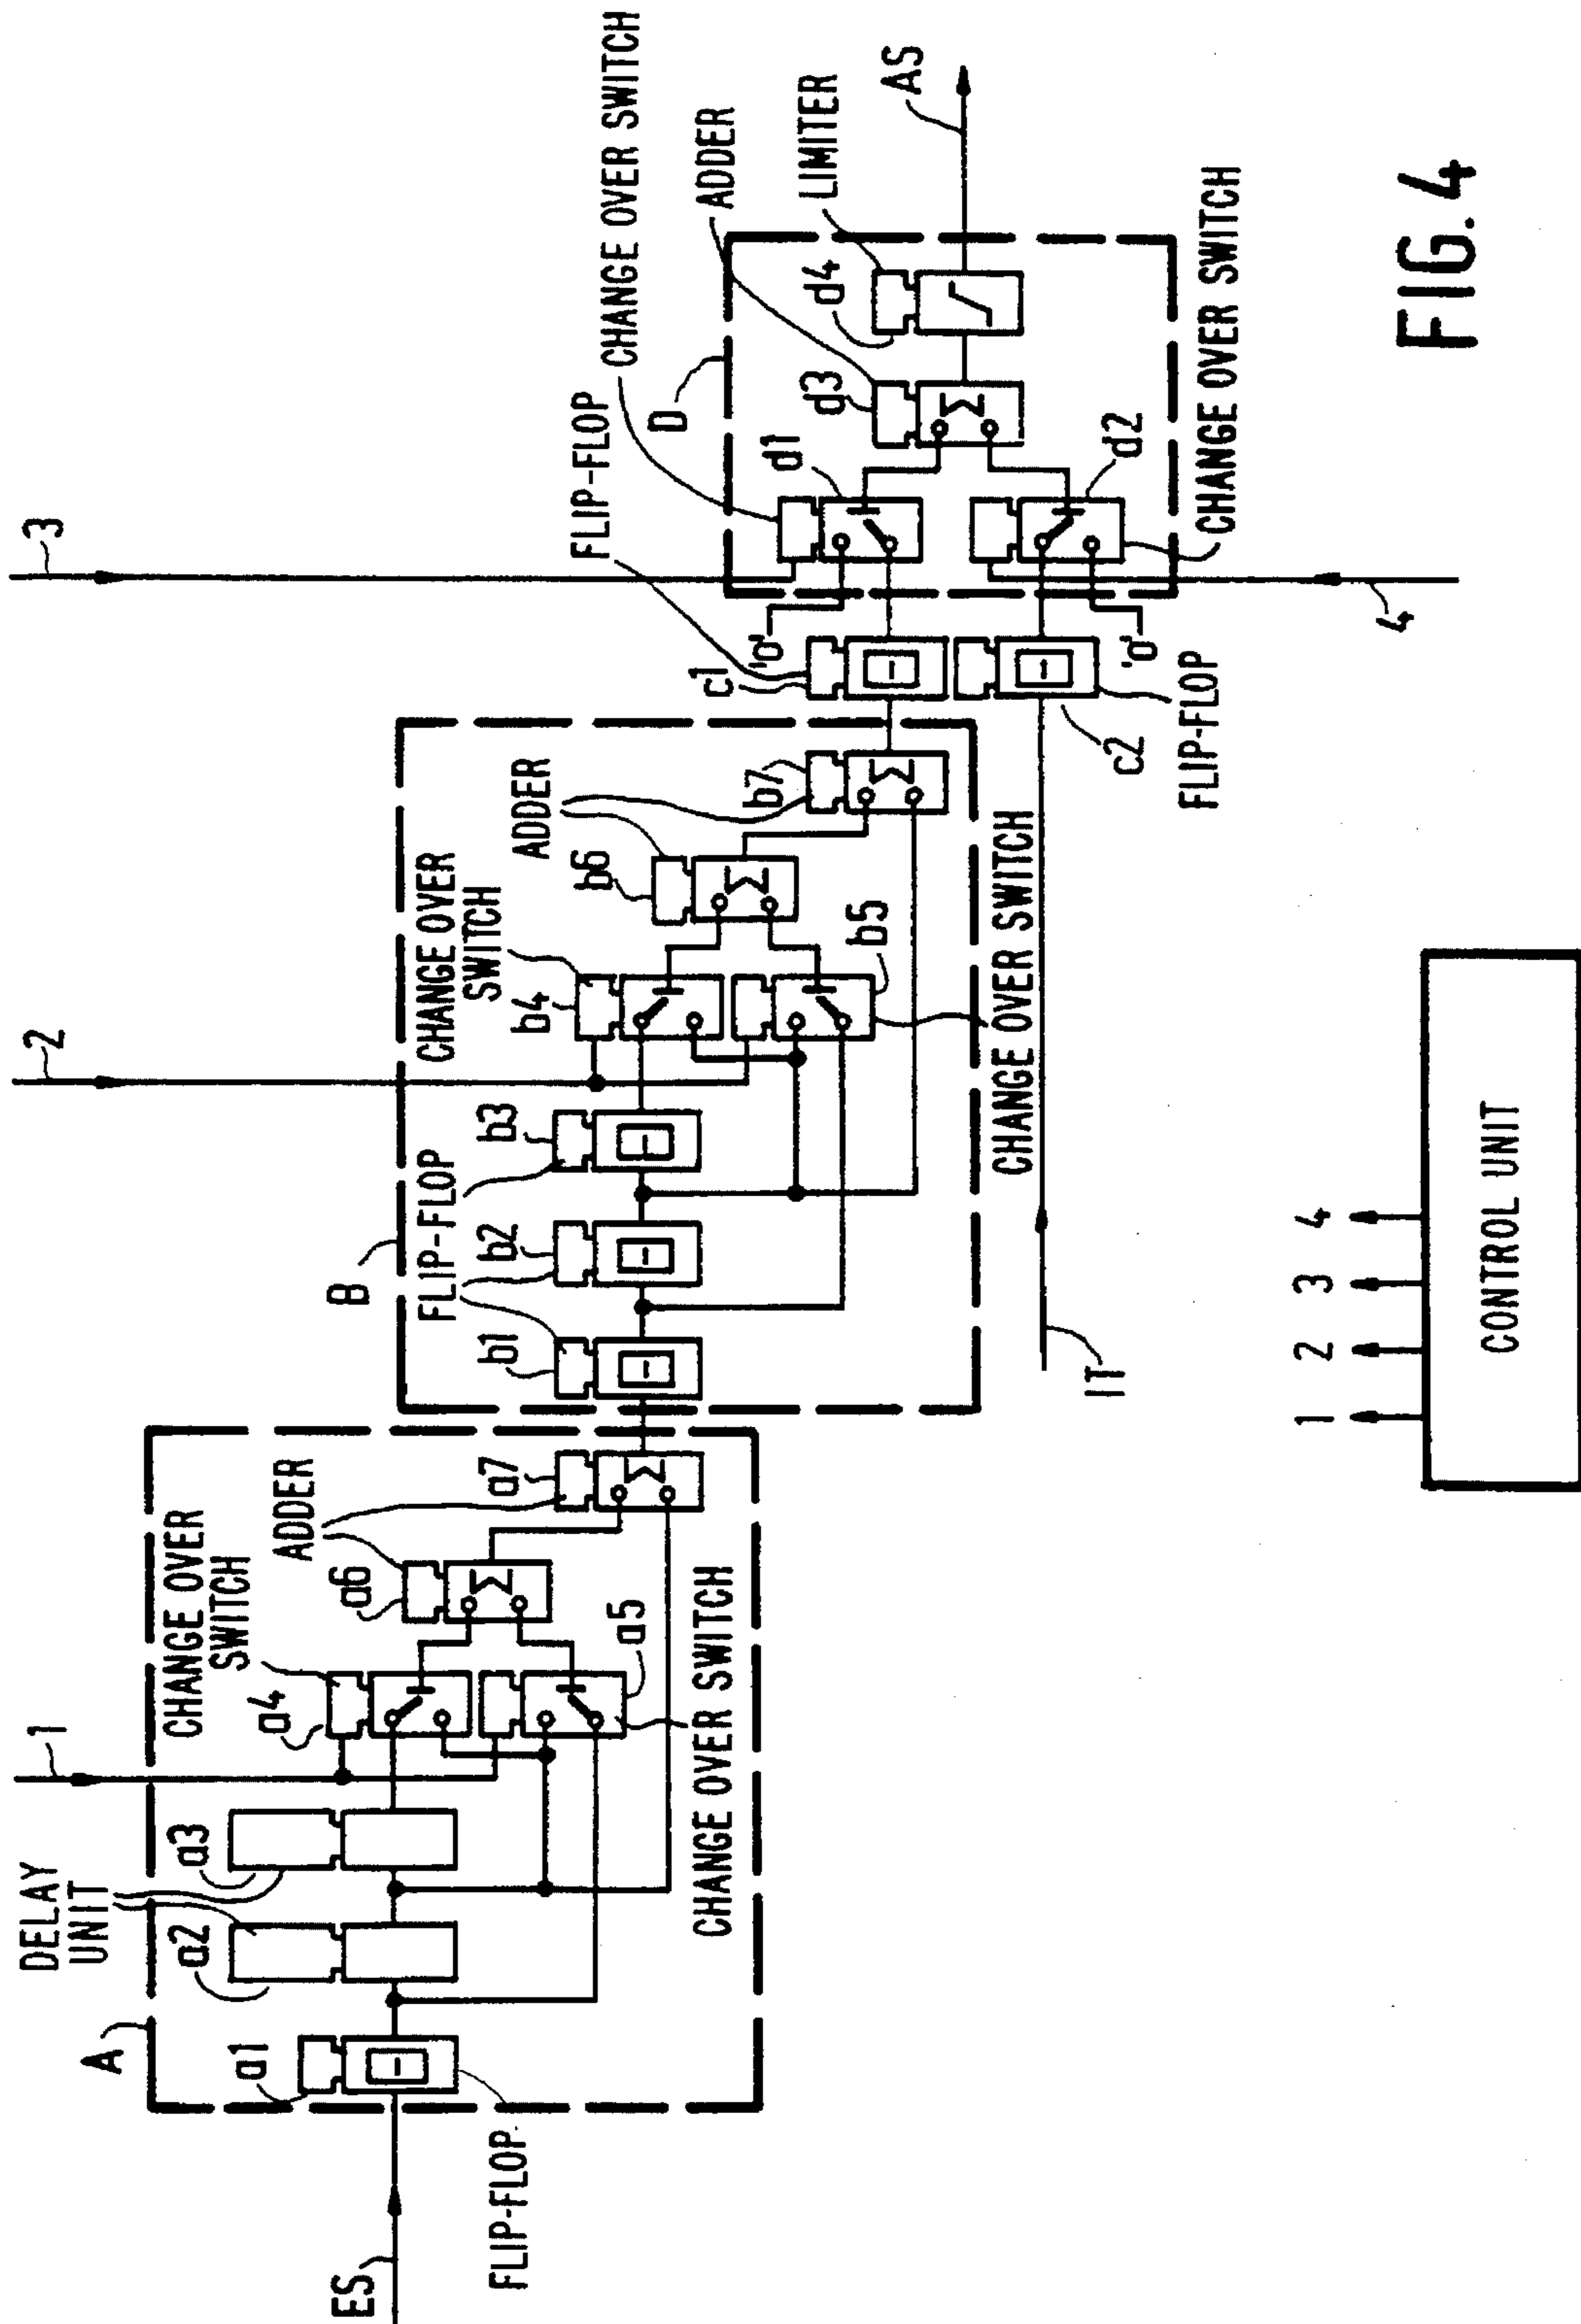 ES
A
a1
FLIP-FLOP
DELAY
UNIT
a2
a3
1
CHANGE OVER
SWITCH
a4
a5
CHANGE OVER SWITCH
ADDER
a6
a7
B
FLIP-FLOP
b1
b2
b3
2
CHANGE OVER
SWITCH
b4
b5
CHANGE OVER SWITCH
ADDER
b6
b7
IT
c1
FLIP-FLOP
c2
FLIP-FLOP
'0'
'0'
3
4
D
CHANGE OVER SWITCH
d1
d2
CHANGE OVER SWITCH
ADDER
d3
LIMITER
d4
AS
1 2 3 4
CONTROL UNIT
FIG. 4
Σ
Σ
Σ
Σ
Σ